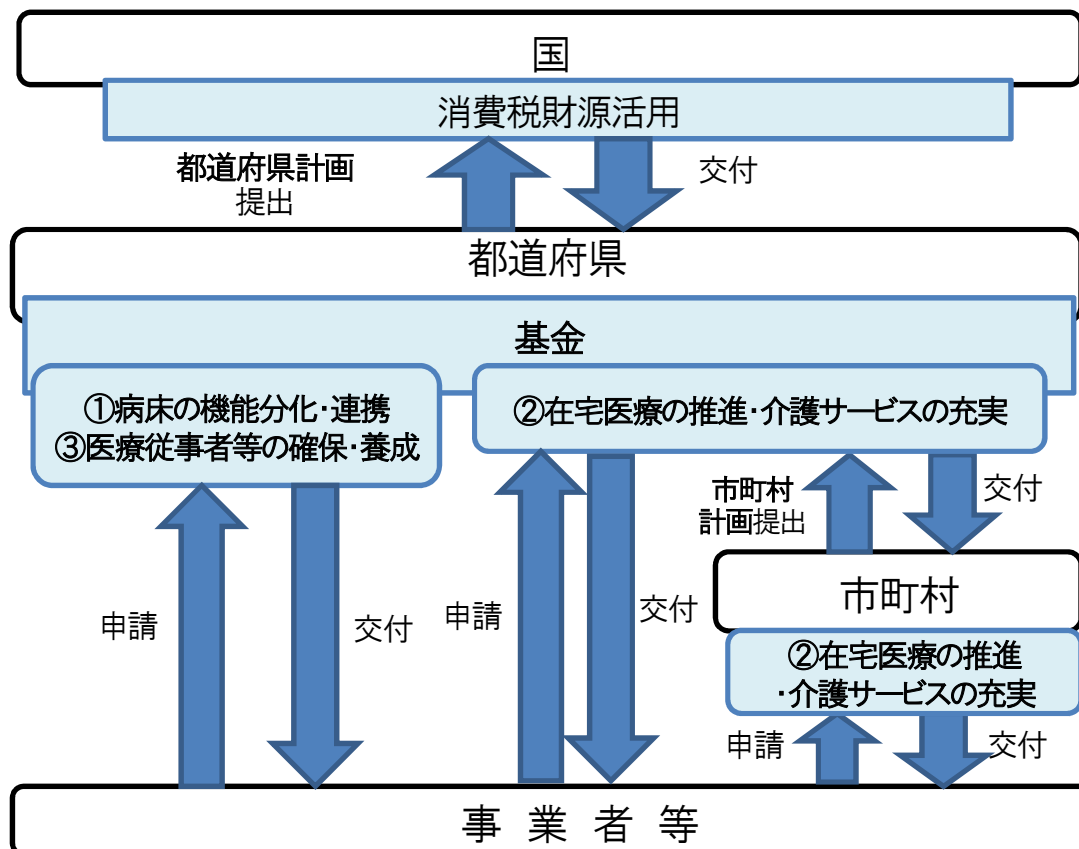 国
消費税財源活用
都道府県計画
提出
交付
都道府県
基金
①病床の機能分化・連携
③医療従事者等の確保・養成
②在宅医療の推進・介護サービスの充実
市町村
計画提出
交付
市町村
②在宅医療の推進
・介護サービスの充実
申請
交付
申請
交付
申請
交付
事業者等